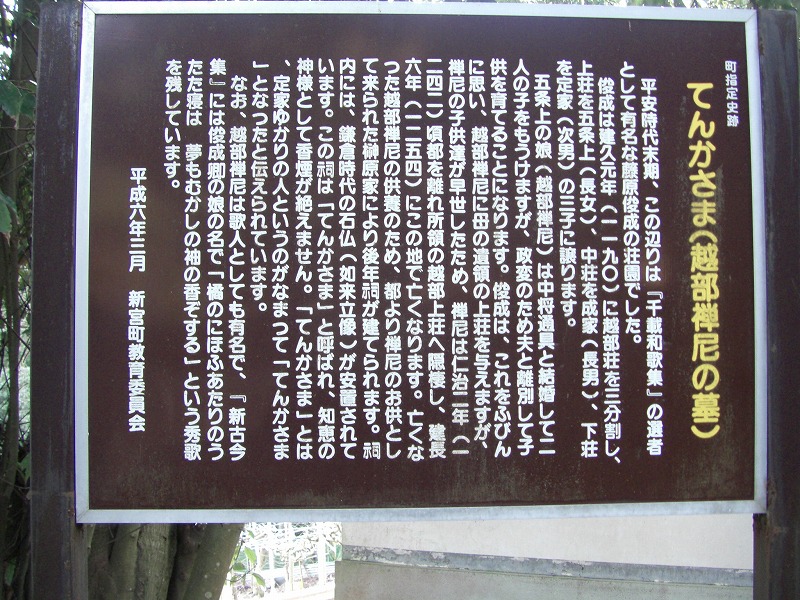 町指定史跡
てんかさま(越部禅尼の墓)
平安時代末期、この辺りは『千載和歌集』の選者
として有名な藤原俊成の荘園でした。
俊成は建久元年(一一九〇)に越部荘を三分割し、
上荘を五条上(長女)、中荘を成家(長男)、下荘
を定家(次男)の三子に譲ります。
五条上の娘(越部禅尼)は中将通具と結婚して二
人の子をもうけますが、政変のため夫と離別して子
供を育てることになります。俊成は、これをふびん
に思い、越部禅尼に母の遺領の上荘を与えますが、
禅尼の子供達が早世したため、禅尼は仁治二年(一
二四二)頃都を離れ所領の越部上荘へ隠棲し、建長
六年(一二五四)にこの地で亡くなります。亡くな
った越部禅尼の供養のため、都より禅尼のお供とし
て来られた榊原家により後年祠が建てられます。祠
内には、鎌倉時代の石仏(如来立像)が安置されて
います。この祠は「てんかさま」と呼ばれ、知恵の
神様として香煙が絶えません。「てんかさま」とは
、定家ゆかりの人というのがなまって「てんかさま
」となったと伝えられています。
なお、越部禅尼は歌人としても有名で、『新古今
集』には俊成卿の娘の名で「橘のにほふあたりのう
たた寝は 夢もむかしの袖の香ぞする」という秀歌
を残しています。
平成六年三月 新宮町教育委員会